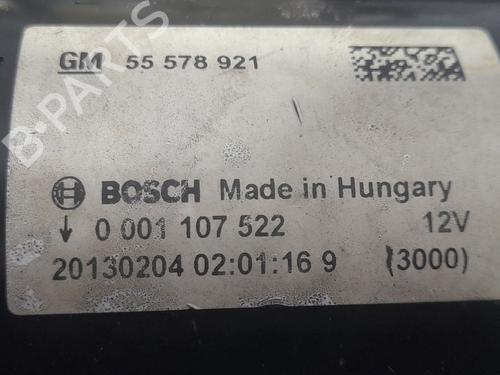 GM 55 578 921
BOSCH Made in Hungary
0 001 107 522 12V
20130204 02:01:16 9 (3000)
B-PARTS